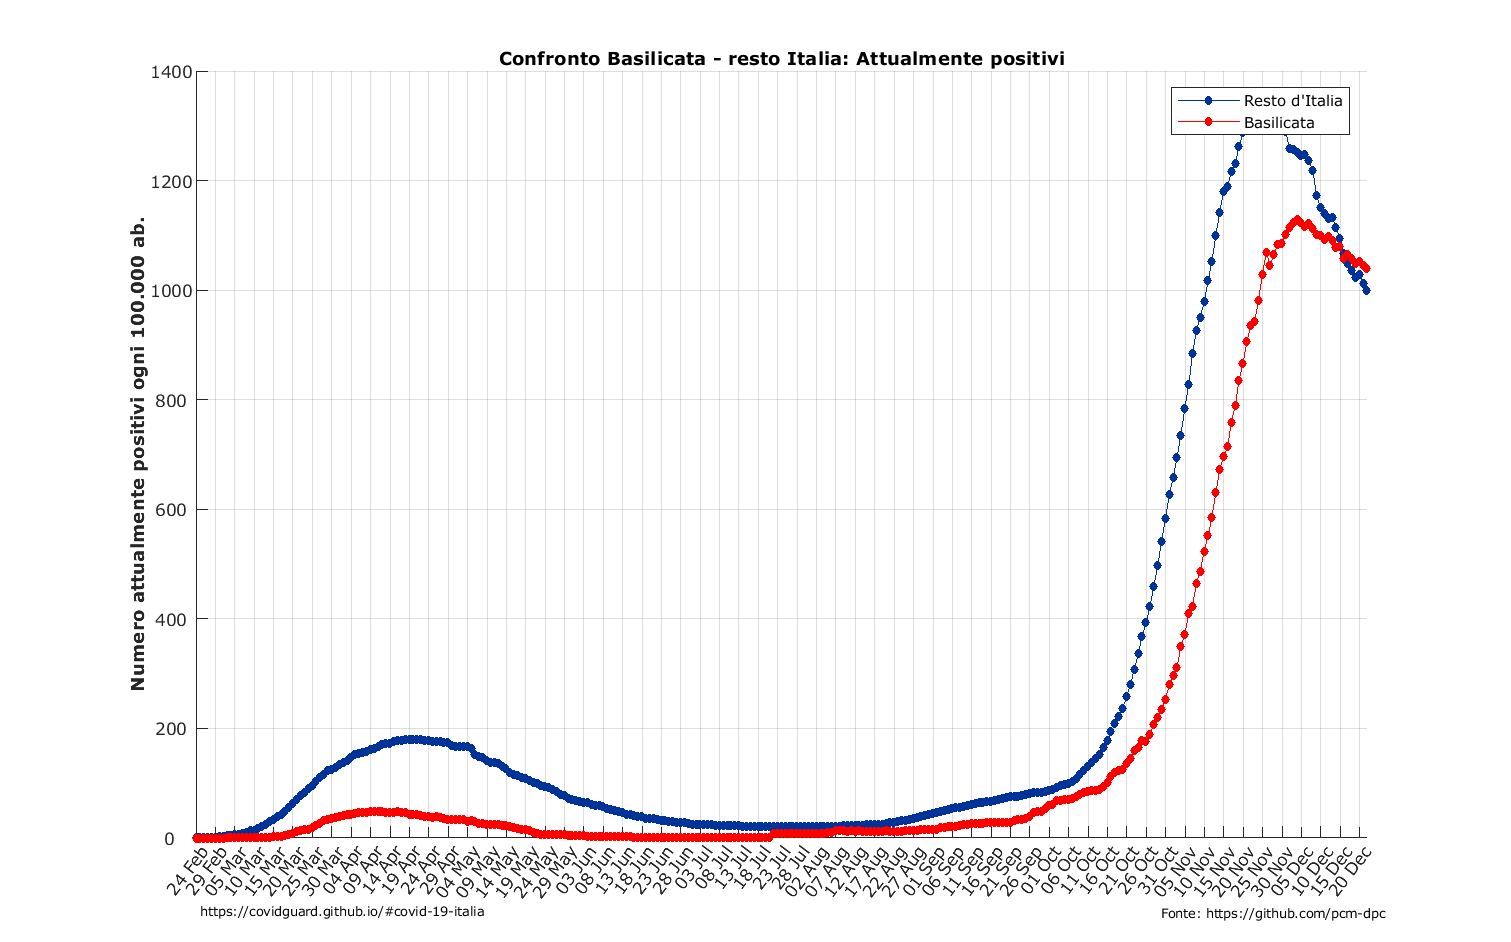 Confronto Basilicata - resto Italia: Attualmente positivi
Numero attualmente positivi ogni 100.000 ab.
1400
1200
1000
800
600
400
200
0
Resto d'Italia
Basilicata
24 Feb
29 Feb
05 Mar
10 Mar
15 Mar
20 Mar
25 Mar
30 Mar
04 Apr
09 Apr
14 Apr
19 Apr
24 Apr
29 Apr
04 May
09 May
14 May
19 May
24 May
29 May
03 Jun
08 Jun
13 Jun
18 Jun
23 Jun
28 Jun
03 Jul
08 Jul
13 Jul
18 Jul
23 Jul
28 Jul
02 Aug
07 Aug
12 Aug
17 Aug
22 Aug
27 Aug
01 Sep
06 Sep
11 Sep
16 Sep
21 Sep
26 Sep
01 Oct
06 Oct
11 Oct
16 Oct
21 Oct
26 Oct
31 Oct
05 Nov
10 Nov
15 Nov
20 Nov
25 Nov
30 Nov
05 Dec
10 Dec
15 Dec
20 Dec
https://covidguard.github.io/#covid-19-italia
Fonte: https://github.com/pcm-dpc